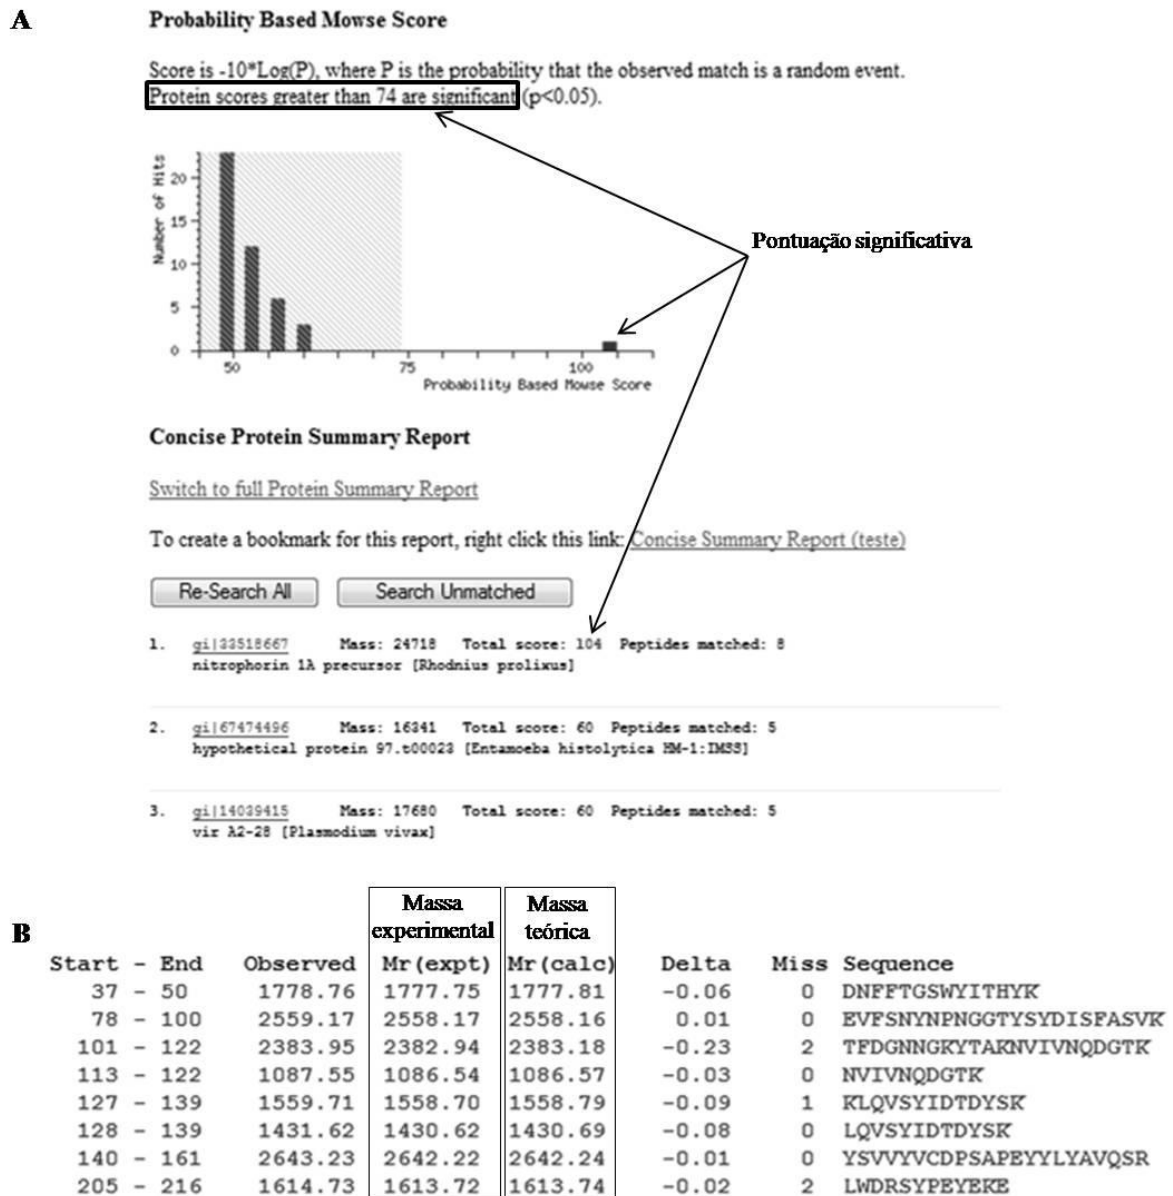 A
Probability Based Mowse Score
Score is -10*Log(P), where P is the probability that the observed match is a random event.
Protein scores greater than 74 are significant (p<0.05).
Number of Hits
20
15
10
5
0
50
75
100
Probability Based Mowse Score
Pontuação significativa
Concise Protein Summary Report
Switch to full Protein Summary Report
To create a bookmark for this report, right click this link: Concise Summary Report (teste)
Re-Search All Search Unmatched
1. gi|33518667 Mass: 24718 Total score: 104 Peptides matched: 8
nitrophorin 1A precursor [Rhodnius prolixus]
2. gi|67474496 Mass: 16341 Total score: 60 Peptides matched: 5
hypothetical protein 97.t00023 [Entamoeba histolytica HM-1:IMSS]
3. gi|14039415 Mass: 17680 Total score: 60 Peptides matched: 5
vir A2-28 [Plasmodium vivax]
B
Massa experimental
Massa teórica
Start - End Observed Mr(expt) Mr(calc) Delta Miss Sequence
37 - 50 1778.76 1777.75 1777.81 -0.06 0 DNFFTGSWYITHYK
78 - 100 2559.17 2558.17 2558.16 0.01 0 EVFSNYNPNGGTYSYDISFASVK
101 - 122 2383.95 2382.94 2383.18 -0.23 2 TFDGNNGKYTAKNVIVNQDGTK
113 - 122 1087.55 1086.54 1086.57 -0.03 0 NVIVNQDGTK
127 - 139 1559.71 1558.70 1558.79 -0.09 1 KLQVSYIDTDYSK
128 - 139 1431.62 1430.62 1430.69 -0.08 0 LQVSYIDTDYSK
140 - 161 2643.23 2642.22 2642.24 -0.01 0 YSVVYVCDPSAPEYYLYAVQSR
205 - 216 1614.73 1613.72 1613.74 -0.02 2 LWDRSYPEYEKE